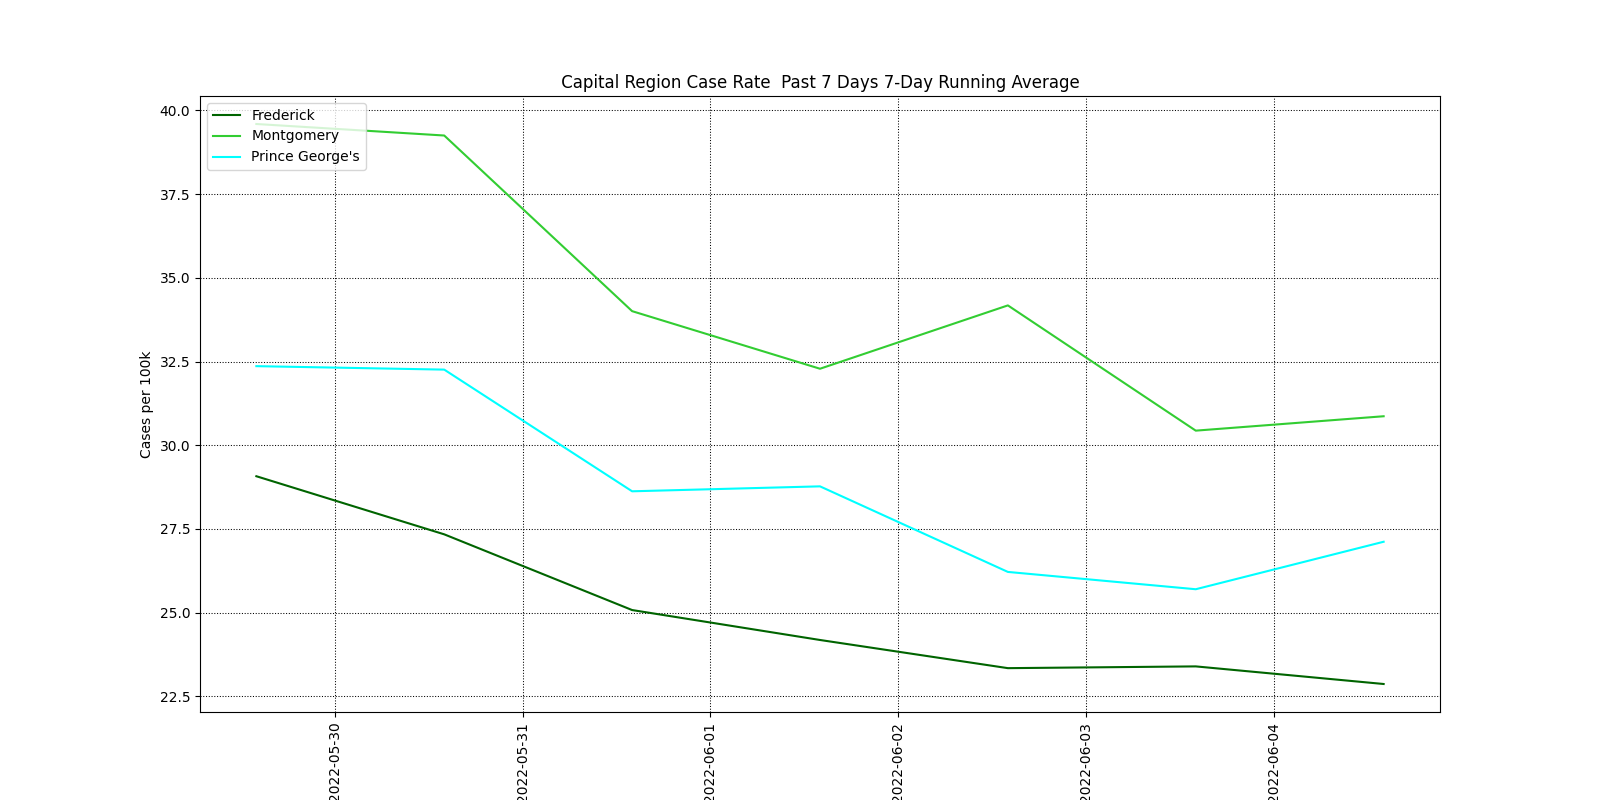 Capital Region Case Rate  Past 7 Days 7-Day Running Average
Frederick
Montgomery
Prince George's
Cases per 100k
40.0
37.5
35.0
32.5
30.0
27.5
25.0
22.5
2022-05-30
2022-05-31
2022-06-01
2022-06-02
2022-06-03
2022-06-04